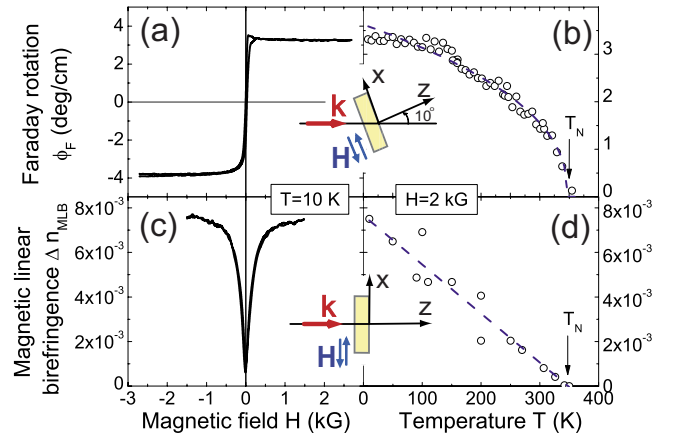 Faraday rotation
ϕF (deg/cm)
4
2
0
-2
-4
(a)
k
x
z
10°
H
(b)
3
2
1
0
TN
T=10 K
H=2 kG
Magnetic linear
birefringence Δ nMLB
8x10⁻³
6x10⁻³
4x10⁻³
2x10⁻³
0
(c)
k
x
z
H
(d)
8x10⁻³
6x10⁻³
4x10⁻³
2x10⁻³
0
TN
-3 -2 -1 0 1 2
0 100 200 300 400
Magnetic field H (kG)
Temperature T (K)